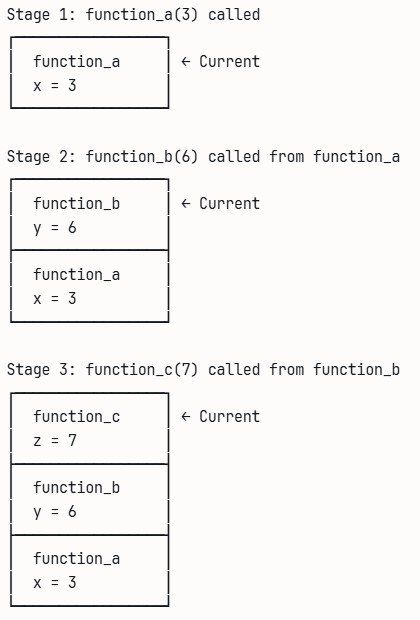 Stage 1: function_a(3) called
function_a ← Current
x = 3
Stage 2: function_b(6) called from function_a
function_b ← Current
y = 6
function_a
x = 3
Stage 3: function_c(7) called from function_b
function_c ← Current
z = 7
function_b
y = 6
function_a
x = 3